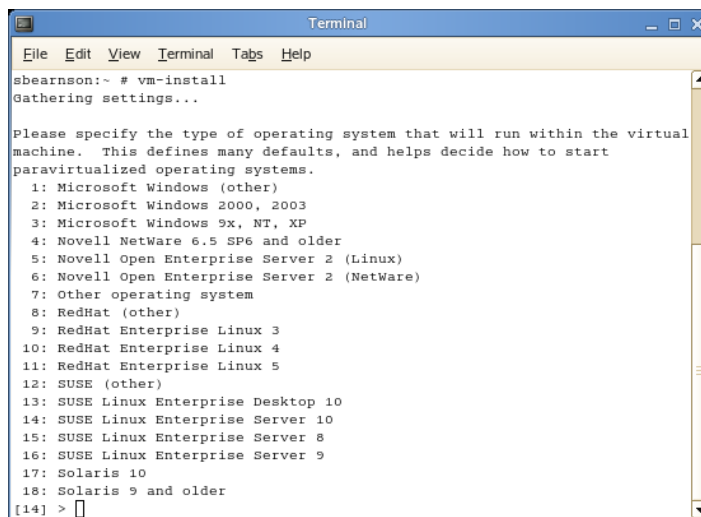 Terminal
File Edit View Terminal Tabs Help
sbearnson:~ # vm-install
Gathering settings...
Please specify the type of operating system that will run within the virtual
machine.  This defines many defaults, and helps decide how to start
paravirtualized operating systems.
1: Microsoft Windows (other)
2: Microsoft Windows 2000, 2003
3: Microsoft Windows 9x, NT, XP
4: Novell NetWare 6.5 SP6 and older
5: Novell Open Enterprise Server 2 (Linux)
6: Novell Open Enterprise Server 2 (NetWare)
7: Other operating system
8: RedHat (other)
9: RedHat Enterprise Linux 3
10: RedHat Enterprise Linux 4
11: RedHat Enterprise Linux 5
12: SUSE (other)
13: SUSE Linux Enterprise Desktop 10
14: SUSE Linux Enterprise Server 10
15: SUSE Linux Enterprise Server 8
16: SUSE Linux Enterprise Server 9
17: Solaris 10
18: Solaris 9 and older
[14] >